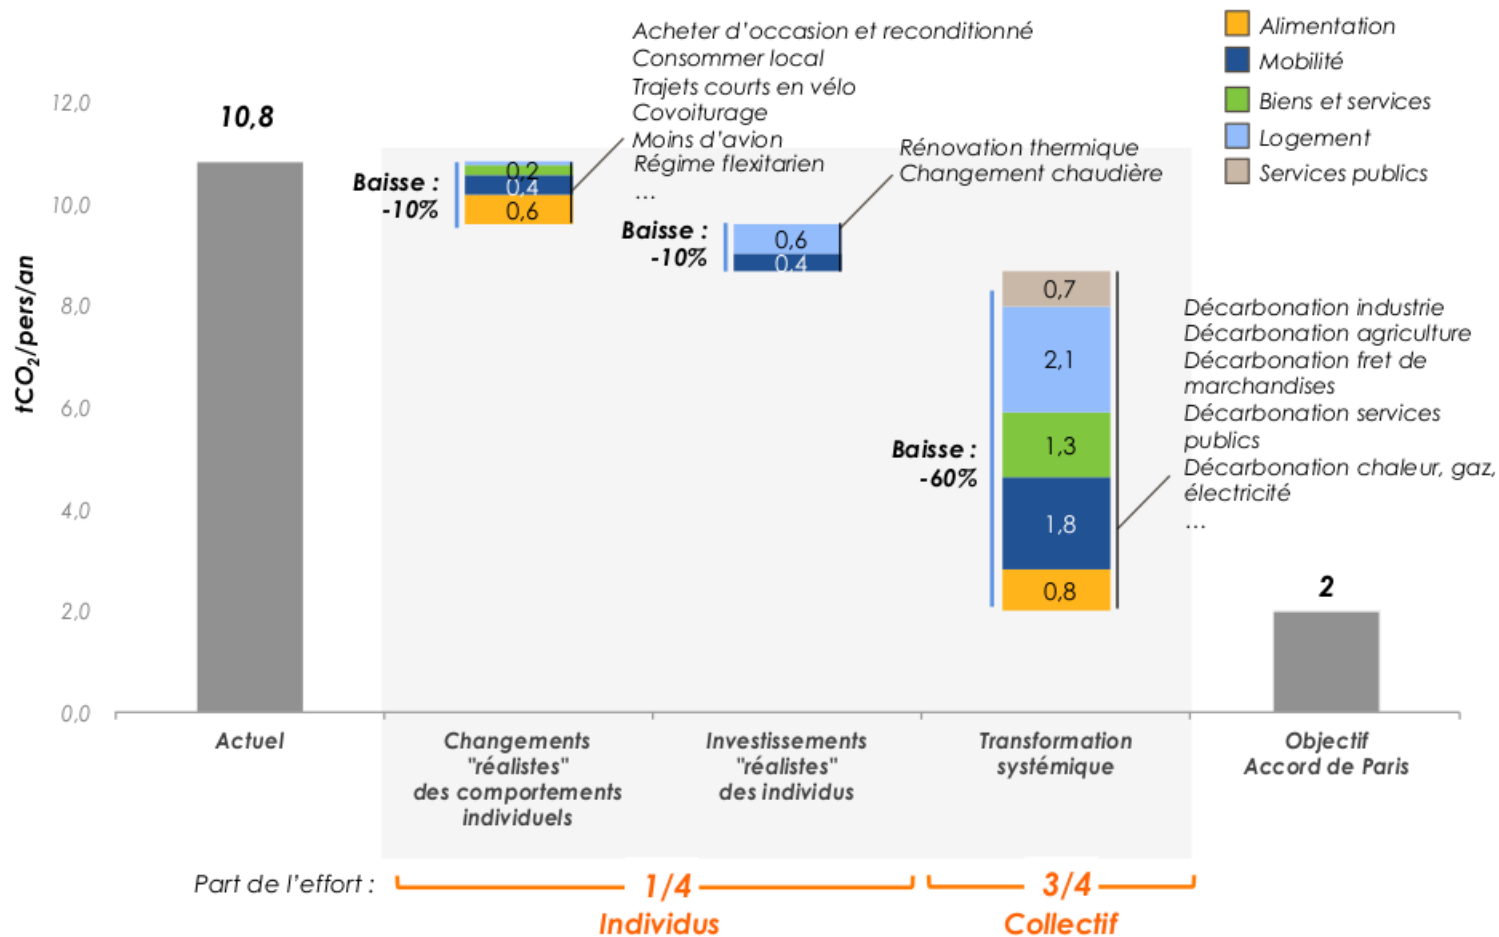 Acheter d'occasion et reconditionné
Consommer local
Trajets courts en vélo
Covoiturage
Moins d'avion
Régime flexitarien
...
Rénovation thermique
Changement chaudière
Alimentation
Mobilité
Biens et services
Logement
Services publics
tCO₂/pers/an
12,0
10,0
8,0
6,0
4,0
2,0
0,0
10,8
Baisse :
-10%
0,2
0,4
0,6
Baisse :
-10%
0,6
0,4
Baisse :
-60%
0,7
2,1
1,3
1,8
0,8
Décarbonation industrie
Décarbonation agriculture
Décarbonation fret de
marchandises
Décarbonation services
publics
Décarbonation chaleur, gaz,
électricité
...
2
Actuel
Changements
"réalistes"
des comportements
individuels
Investissements
"réalistes"
des individus
Transformation
systémique
Objectif
Accord de Paris
Part de l'effort :
1/4
Individus
3/4
Collectif